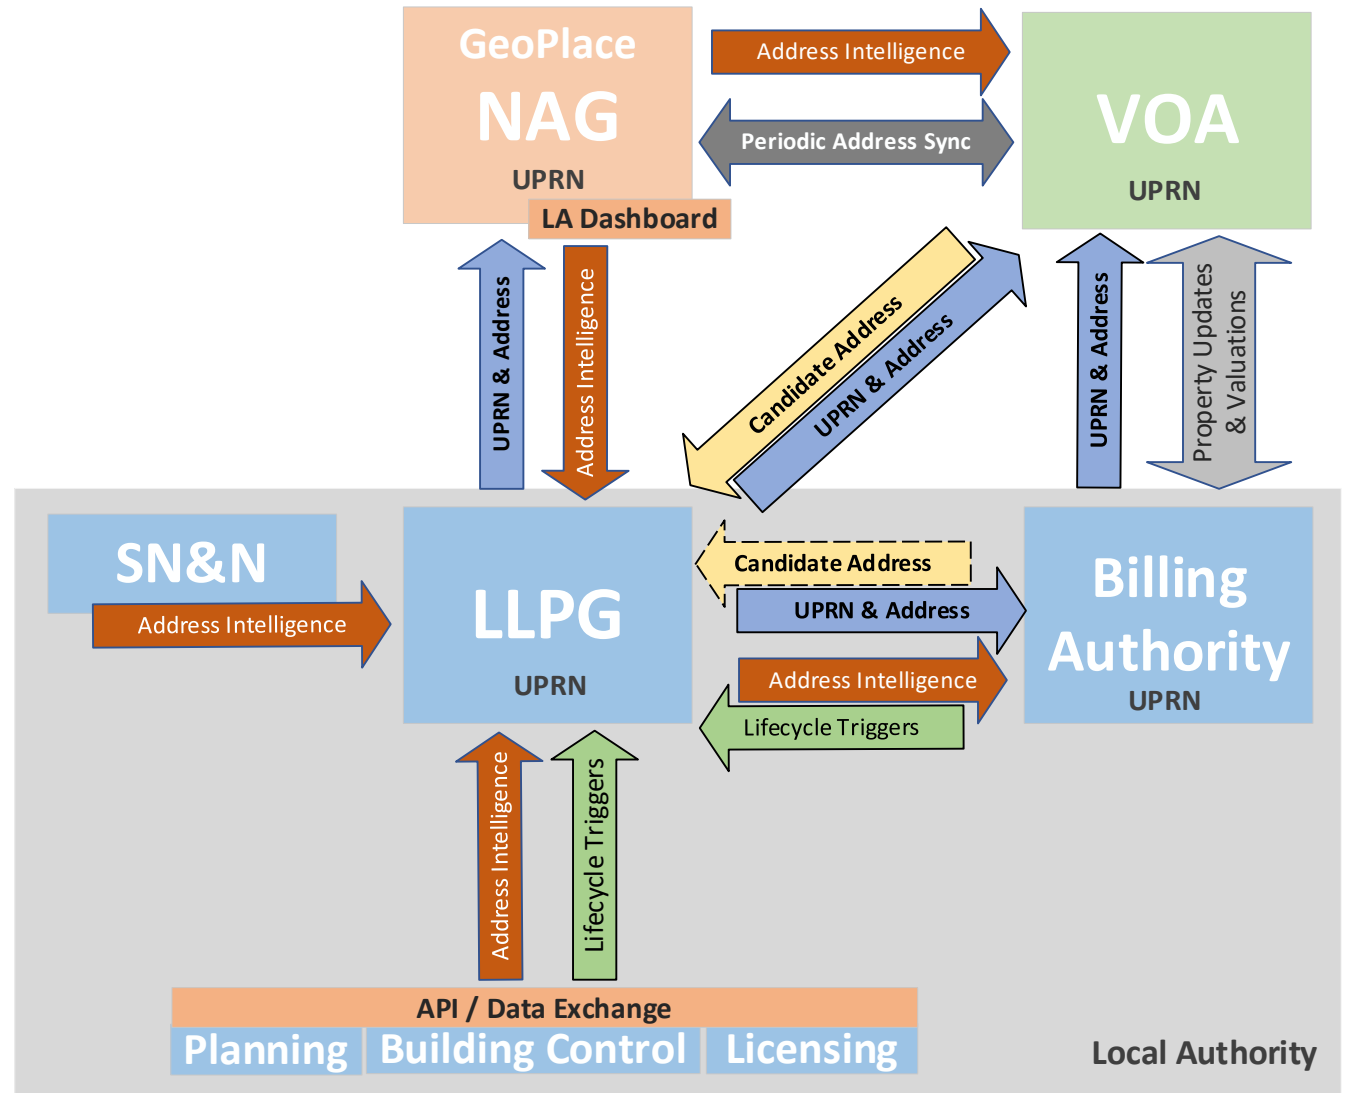 GeoPlace
NAG
UPRN
LA Dashboard
Address Intelligence
Periodic Address Sync
VOA
UPRN
UPRN & Address
Address Intelligence
Candidate Address
UPRN & Address
UPRN & Address
Property Updates
& Valuations
SN&N
Address Intelligence
LLPG
UPRN
Candidate Address
UPRN & Address
Address Intelligence
Lifecycle Triggers
Billing
Authority
UPRN
Address Intelligence
Lifecycle Triggers
API / Data Exchange
Planning
Building Control
Licensing
Local Authority